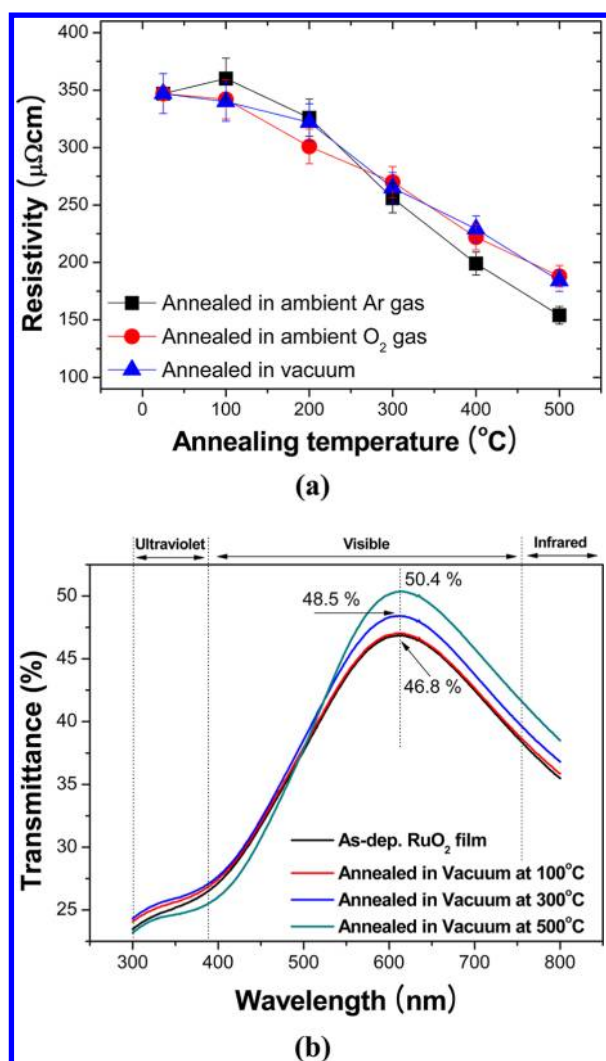 400
350
300
250
200
150
100
Resistivity (μΩcm)
Annealed in ambient Ar gas
Annealed in ambient O₂ gas
Annealed in vacuum
0 100 200 300 400 500
Annealing temperature (°C)
(a)
Ultraviolet Visible Infrared
50
45
40
35
30
25
Transmittance (%)
50.4 %
48.5 %
46.8 %
As-dep. RuO₂ film
Annealed in Vacuum at 100°C
Annealed in Vacuum at 300°C
Annealed in Vacuum at 500°C
300 400 500 600 700 800
Wavelength (nm)
(b)